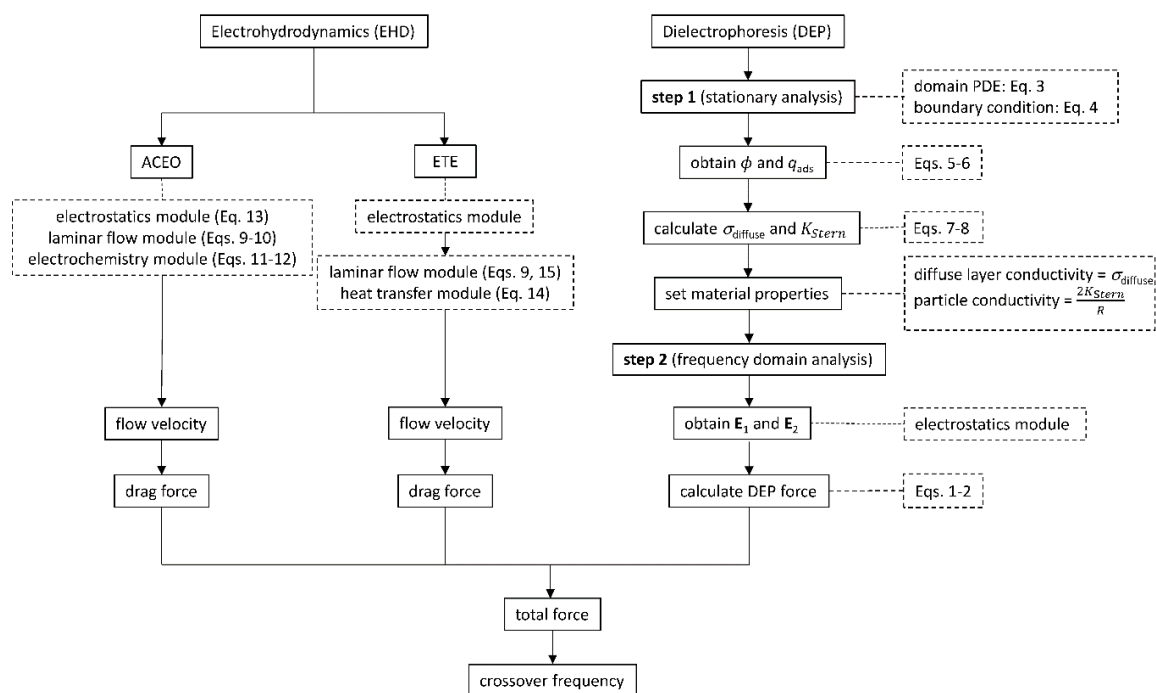 Electrohydrodynamics (EHD)
ACEO
electrostatics module (Eq. 13)
laminar flow module (Eqs. 9-10)
electrochemistry module (Eqs. 11-12)
flow velocity
drag force
ETE
electrostatics module
laminar flow module (Eqs. 9, 15)
heat transfer module (Eq. 14)
flow velocity
drag force
Dielectrophoresis (DEP)
step 1 (stationary analysis)
domain PDE: Eq. 3
boundary condition: Eq. 4
obtain ϕ and q_ads
Eqs. 5-6
calculate σ_diffuse and K_Stern
Eqs. 7-8
set material properties
diffuse layer conductivity = σ_diffuse
particle conductivity = 2K_Stern/R
step 2 (frequency domain analysis)
obtain E₁ and E₂
electrostatics module
calculate DEP force
Eqs. 1-2
total force
crossover frequency